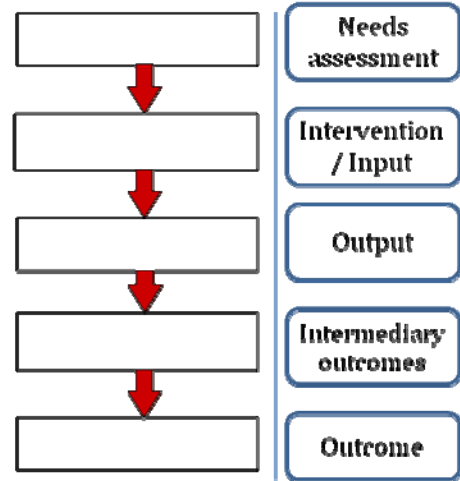 Needs
assessment
Intervention
/ Input
Output
Intermediary
outcomes
Outcome